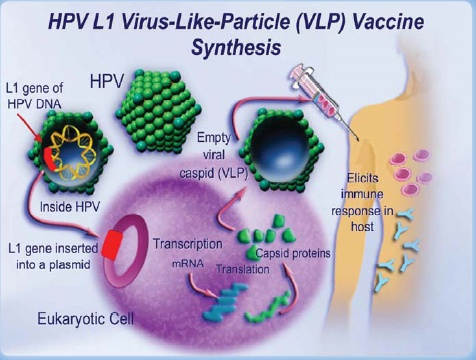 HPV L1 Virus-Like-Particle (VLP) Vaccine
Synthesis
L1 gene of
HPV DNA
HPV
Inside HPV
Empty
viral
caspid (VLP)
Elicits
immune
response in
host
L1 gene inserted
into a plasmid
Transcription
mRNA
Capsid proteins
Translation
Eukaryotic Cell